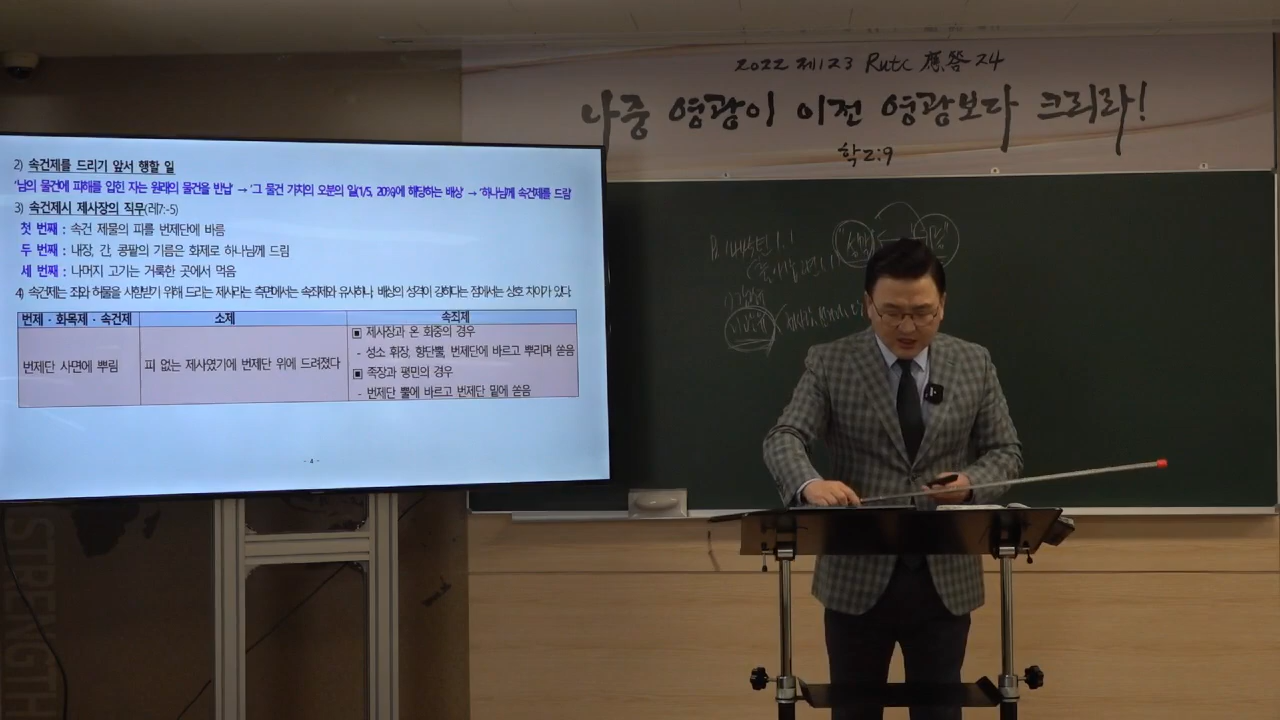 2022 제123 Rutc 應答 24
나중 영광이 이전 영광보다 크리라!
학2:9
2) 속건제를 드리기 앞서 행할 일
'남의 물건에 피해를 입힌 자는 원래의 물건을 반납' → '그 물건 가치의 오분의 일(1/5, 20%)에 해당하는 배상' → '하나님께 속건제를 드림'
3) 속건제시 제사장의 직무(레7:-5)
첫 번째 : 속건 제물의 피를 번제단에 바름
두 번째 : 내장, 간, 콩팥의 기름은 화제로 하나님께 드림
세 번째 : 나머지 고기는 거룩한 곳에서 먹음
4) 속건제는 죄와 허물을 사함받기 위해 드리는 제사라는 측면에서는 속죄제와 유사하나, 배상의 성격이 강하다는 점에서는 상호 차이가 있다.
번제 · 화목제 · 속건제 소제 속죄제
번제단 사면에 뿌림
피 없는 제사였기에 번제단 위에 드려졌다
▣ 제사장과 온 회중의 경우
- 성소 휘장, 향단뿔, 번제단에 바르고 뿌리며 쏟음
▣ 족장과 평민의 경우
- 번제단 뿔에 바르고 번제단 밑에 쏟음
- 4 -
STRENGTH